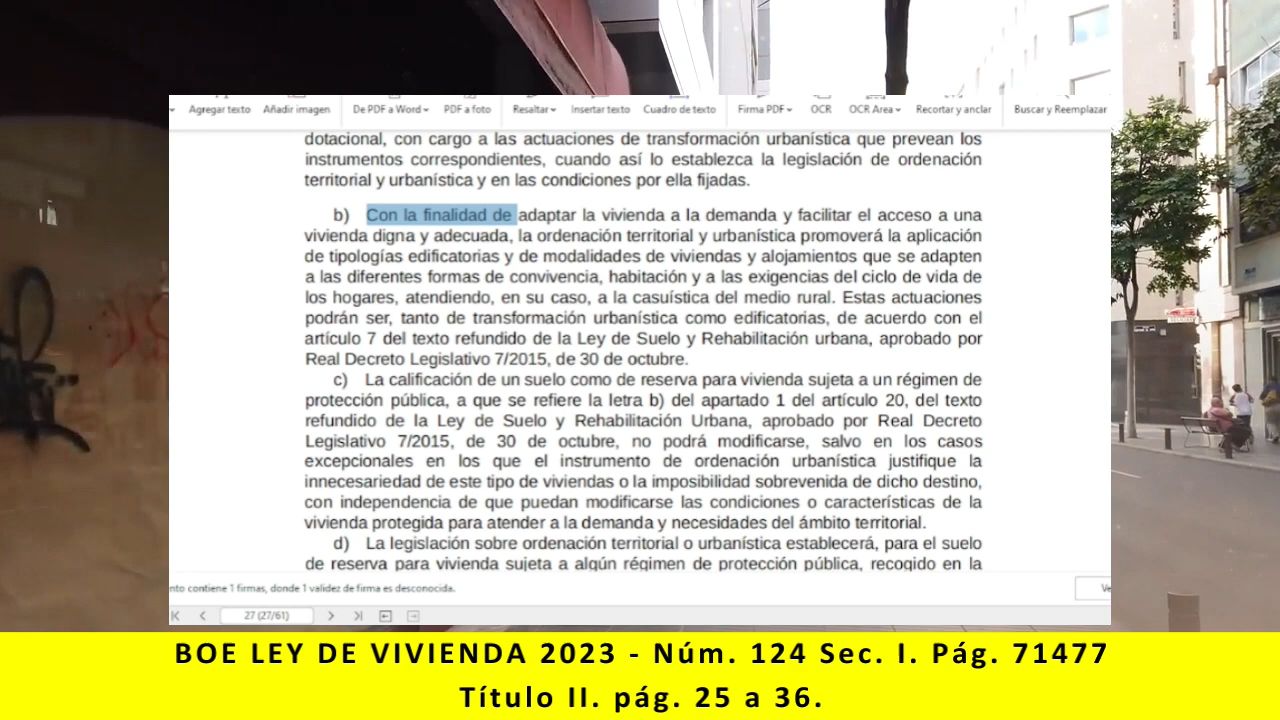 Agregar texto Añadir imagen De PDF a Word PDF a foto Resaltar Insertar texto Cuadro de texto Firma PDF OCR OCR Area Recortar y anclar Buscar y Reemplazar
dotacional, con cargo a las actuaciones de transformación urbanística que prevean los
instrumentos correspondientes, cuando así lo establezca la legislación de ordenación
territorial y urbanística y en las condiciones por ella fijadas.
b) Con la finalidad de adaptar la vivienda a la demanda y facilitar el acceso a una
vivienda digna y adecuada, la ordenación territorial y urbanística promoverá la aplicación
de tipologías edificatorias y de modalidades de viviendas y alojamientos que se adapten
a las diferentes formas de convivencia, habitación y a las exigencias del ciclo de vida de
los hogares, atendiendo, en su caso, a la casuística del medio rural. Estas actuaciones
podrán ser, tanto de transformación urbanística como edificatorias, de acuerdo con el
artículo 7 del texto refundido de la Ley de Suelo y Rehabilitación urbana, aprobado por
Real Decreto Legislativo 7/2015, de 30 de octubre.
c) La calificación de un suelo como de reserva para vivienda sujeta a un régimen de
protección pública, a que se refiere la letra b) del apartado 1 del artículo 20, del texto
refundido de la Ley de Suelo y Rehabilitación Urbana, aprobado por Real Decreto
Legislativo 7/2015, de 30 de octubre, no podrá modificarse, salvo en los casos
excepcionales en los que el instrumento de ordenación urbanística justifique la
innecesariedad de este tipo de viviendas o la imposibilidad sobrevenida de dicho destino,
con independencia de que puedan modificarse las condiciones o características de la
vivienda protegida para atender a la demanda y necesidades del ámbito territorial.
d) La legislación sobre ordenación territorial o urbanística establecerá, para el suelo
de reserva para vivienda sujeta a algún régimen de protección pública, recogido en la
nto contiene 1 firmas, donde 1 validez de firma es desconocida. Ve
27 (27/61)
BOE LEY DE VIVIENDA 2023 - Núm. 124 Sec. I. Pág. 71477
Título II. pág. 25 a 36.